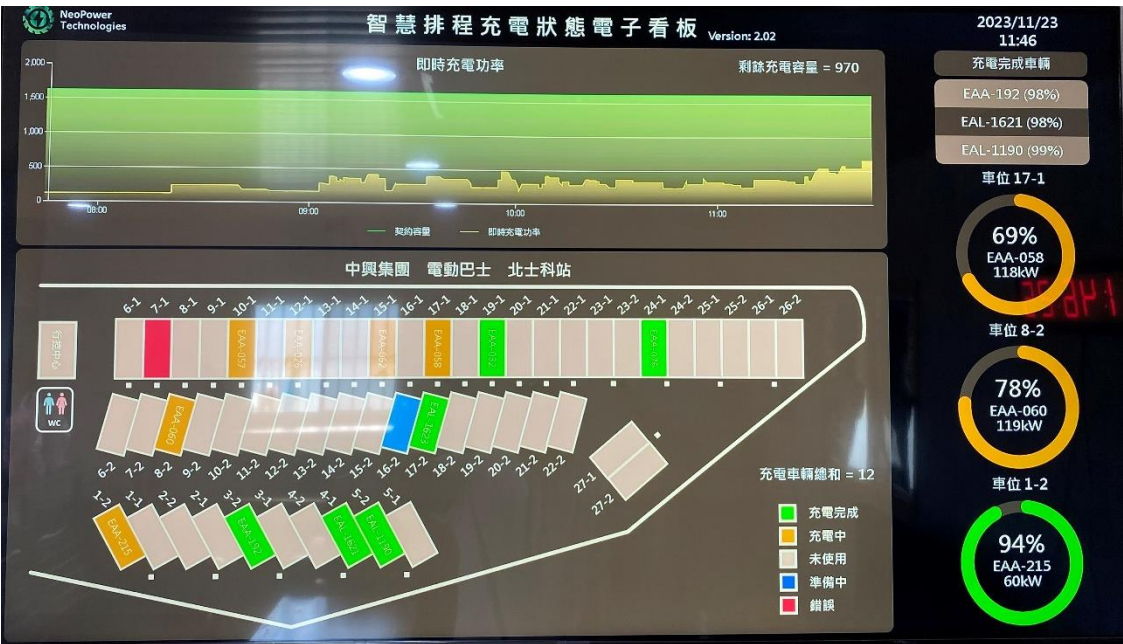 NeoPower
Technologies
智慧排程充電狀態電子看板 Version: 2.02
2023/11/23
11:46
即時充電功率
剩餘充電容量 = 970
2,000
1,500
1,000
500
0
08:00 09:00 10:00 11:00
契約容量 即時充電功率
充電完成車輛
EAA-192 (98%)
EAL-1621 (98%)
EAL-1190 (99%)
車位 17-1
69%
EAA-058
118kW
車位 8-2
78%
EAA-060
119kW
車位 1-2
94%
EAA-215
60kW
中興集團 電動巴士 北士科站
6-1 7-1 8-1 9-1 10-1 11-1 12-1 13-1 14-1 15-1 16-1 17-1 18-1 19-1 20-1 21-1 22-1 23-1 23-2 24-1 24-2 25-1 25-2 26-1 26-2
行控中心
EAA-057 EAA-026 EAA-062 EAA-058 EAA-032 EAA-076
WC
EAA-060 EAL-1623
6-2 7-2 8-2 9-2 10-2 11-2 12-2 13-2 14-2 15-2 16-2 17-2 18-2 19-2 20-2 21-2 22-2
27-1
27-2
1-2 1-1 2-2 2-1 3-2 3-1 4-2 4-1 5-2 5-1
EAA-215 EAA-192 EAL-1621 EAL-1190
充電車輛總和 = 12
充電完成
充電中
未使用
準備中
錯誤